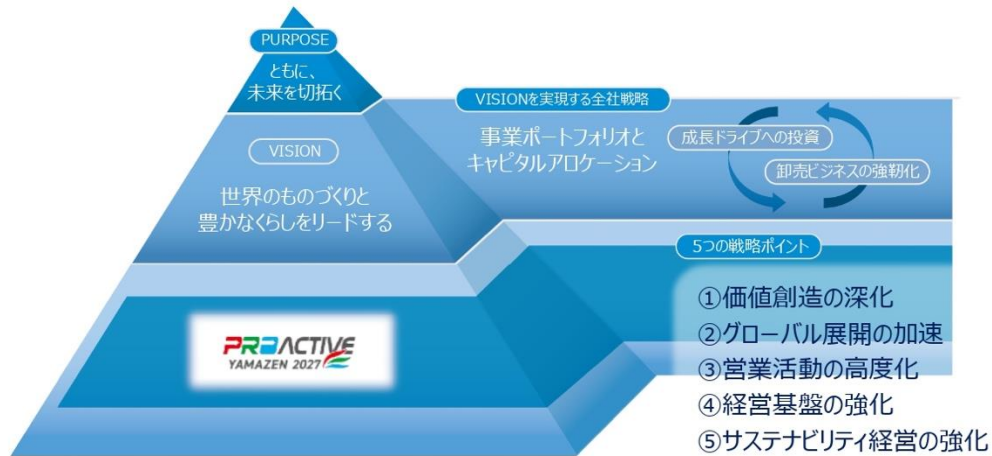 PURPOSE
ともに、
未来を切拓く
VISION
世界のものづくりと
豊かなくらしをリードする
VISIONを実現する全社戦略
事業ポートフォリオと
キャピタルアロケーション
成長ドライブへの投資
卸売ビジネスの強靭化
PROACTIVE
YAMAZEN 2027
5つの戦略ポイント
①価値創造の深化
②グローバル展開の加速
③営業活動の高度化
④経営基盤の強化
⑤サステナビリティ経営の強化